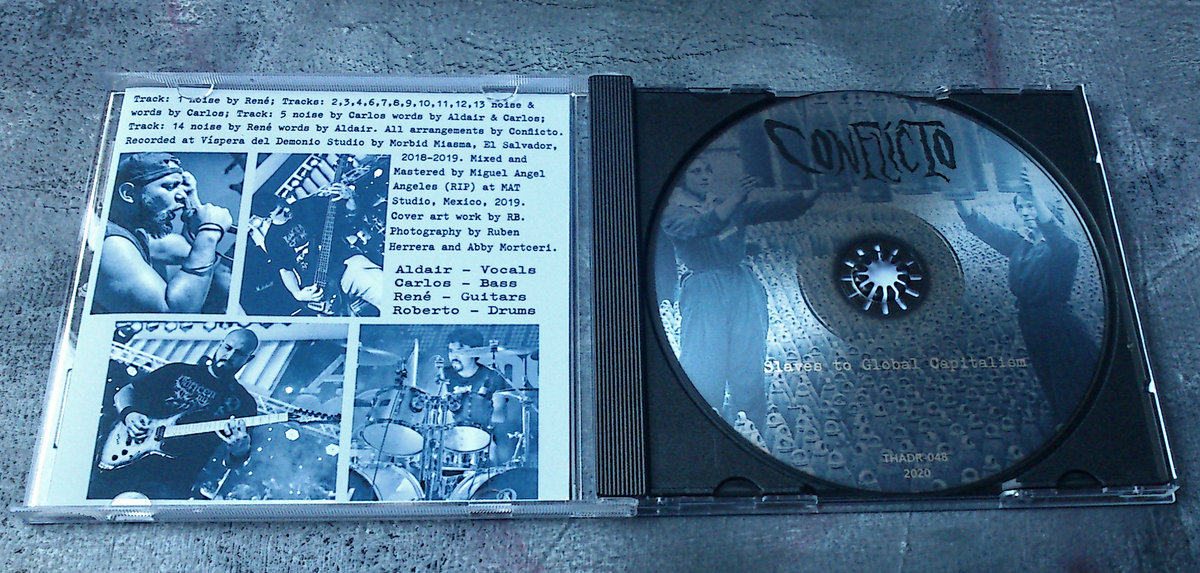 Track: 1 noise by René; Tracks: 2,3,4,6,7,8,9,10,11,12,13 noise &
words by Carlos; Track: 5 noise by Carlos words by Aldair & Carlos;
Track: 14 noise by René words by Aldair. All arrangements by Conflicto.
Recorded at Víspera del Demonio Studio by Morbid Miasma, El Salvador,
2018-2019. Mixed and
Mastered by Miguel Angel
Angeles (RIP) at MAT
Studio, Mexico, 2019.
Cover art work by RB.
Photography by Ruben
Herrera and Abby Mortceri.
Aldair - Vocals
Carlos - Bass
René - Guitars
Roberto - Drums
CONFLICTO
Slaves to Global Capitalism
THADR-048
2020